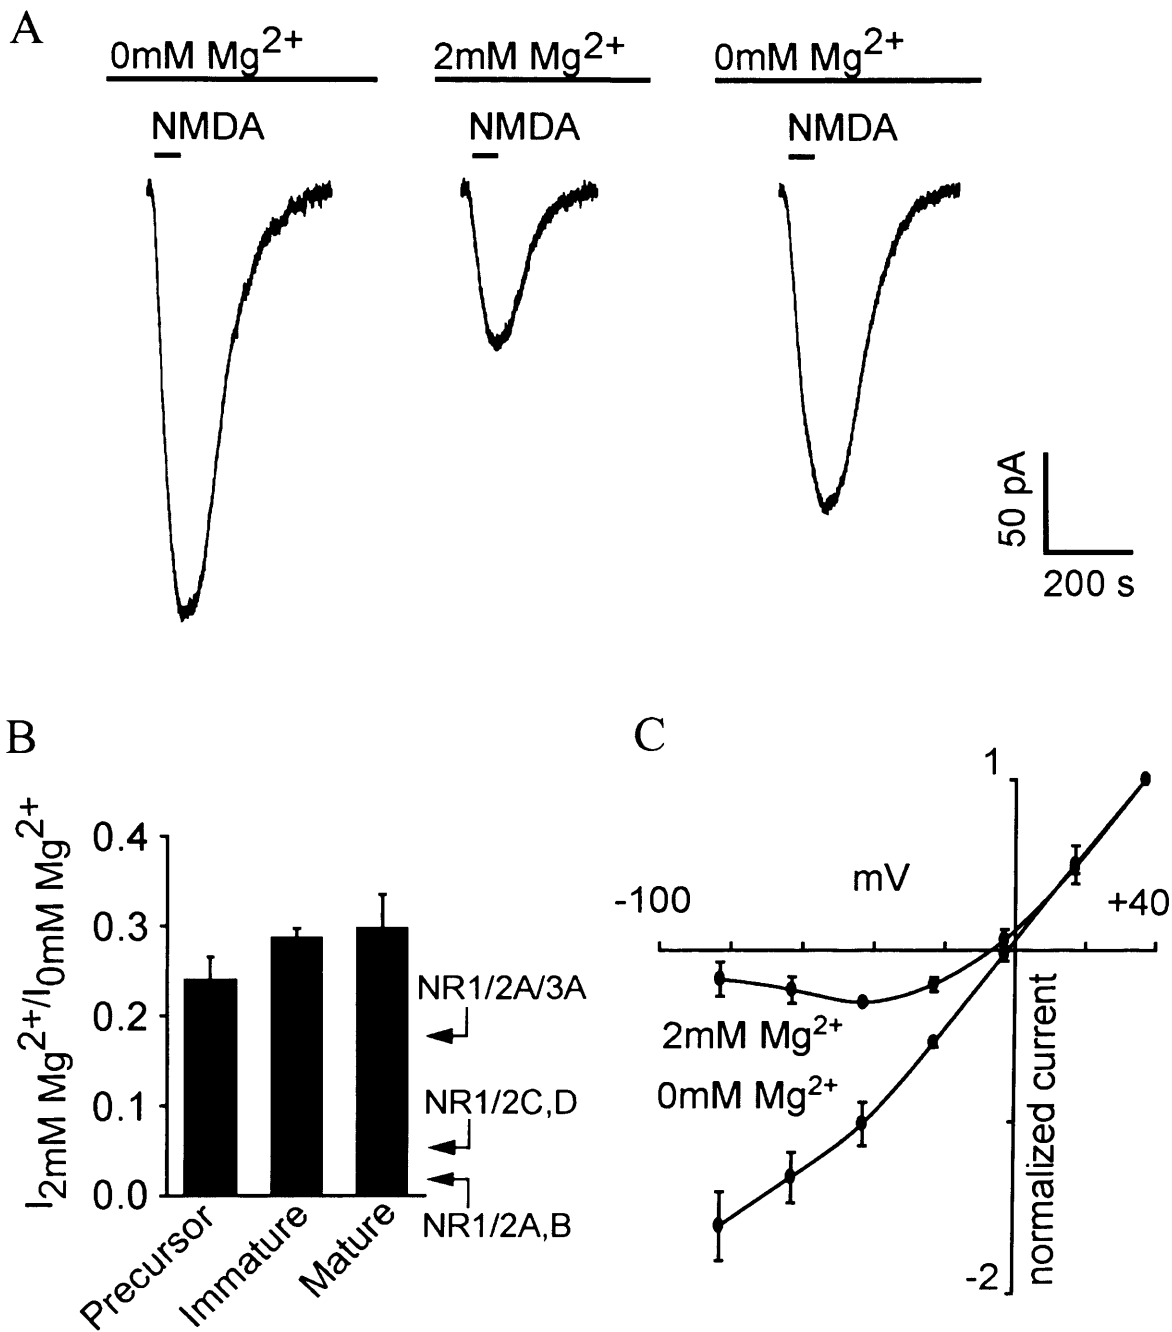 A
0mM Mg2+
2mM Mg2+
0mM Mg2+
NMDA
NMDA
NMDA
50 pA
200 s
B
I2mM Mg2+/I0mM Mg2+
0.4
0.3
0.2
0.1
0.0
NR1/2A/3A
NR1/2C,D
NR1/2A,B
Precursor
Immature
Mature
C
1
mV
-100
+40
2mM Mg2+
0mM Mg2+
normalized current
-2